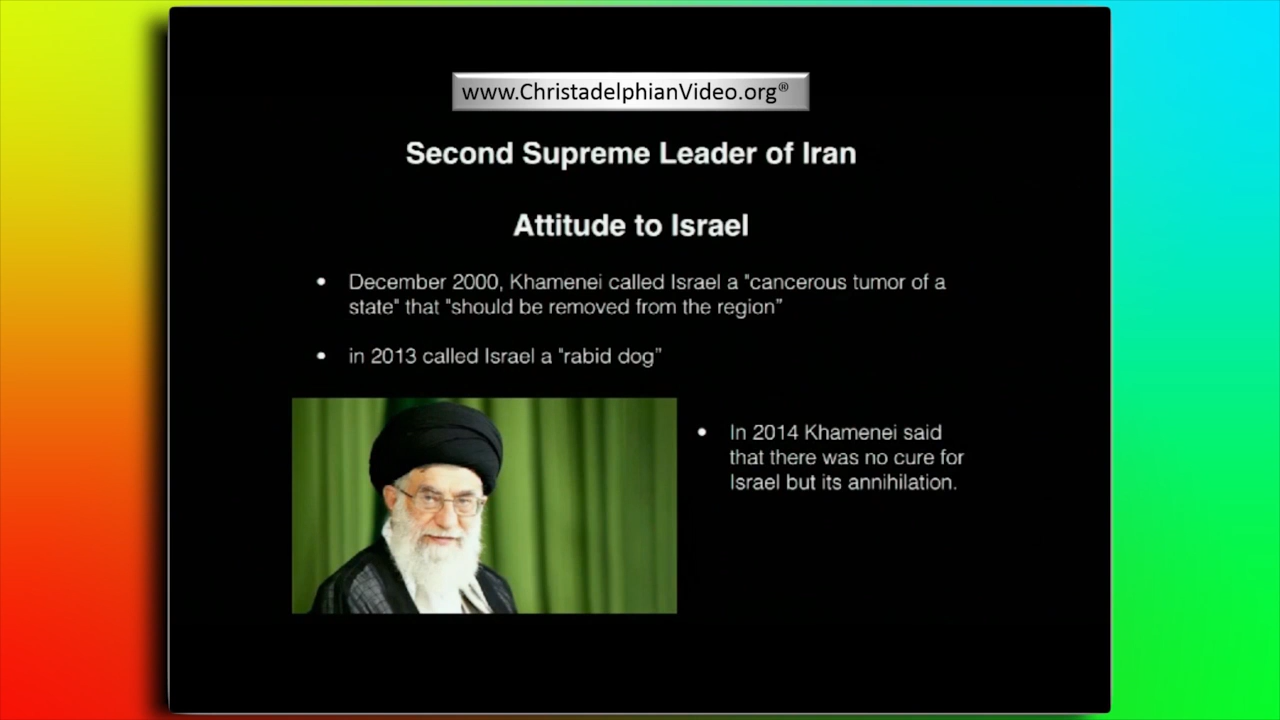 www.ChristadelphianVideo.org®
Second Supreme Leader of Iran
Attitude to Israel
• December 2000, Khamenei called Israel a "cancerous tumor of a
state" that "should be removed from the region”
• in 2013 called Israel a "rabid dog”
• In 2014 Khamenei said
that there was no cure for
Israel but its annihilation.